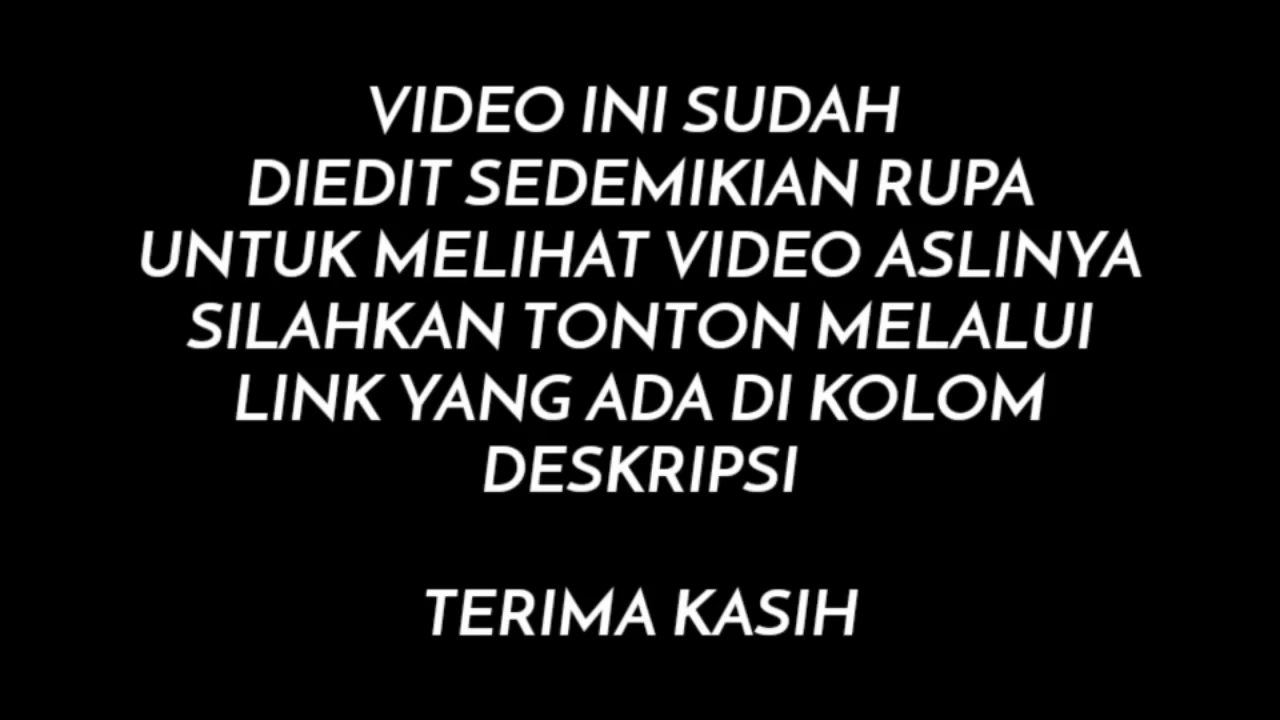 VIDEO INI SUDAH
DIEDIT SEDEMIKIAN RUPA
UNTUK MELIHAT VIDEO ASLINYA
SILAHKAN TONTON MELALUI
LINK YANG ADA DI KOLOM
DESKRIPSI
TERIMA KASIH